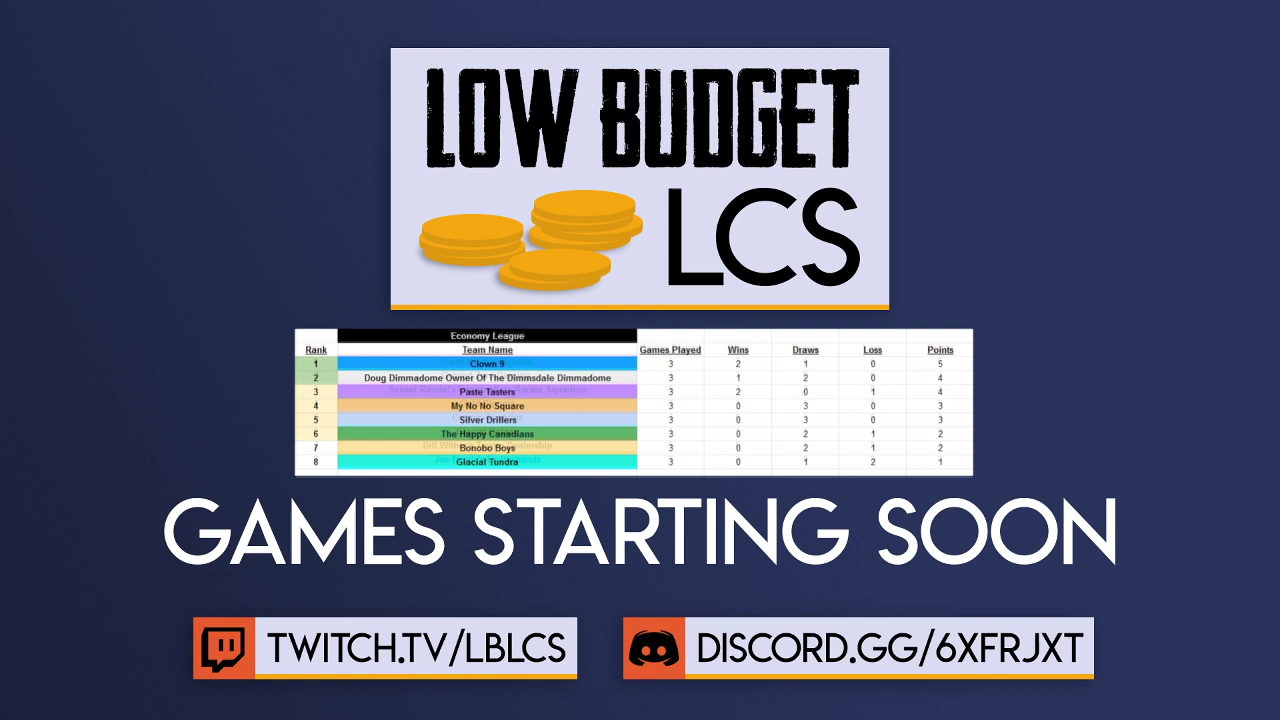 LOW BUDGET
LCS
Economy League
Rank Team Name Games Played Wins Draws Loss Points
1 Clown 9 3 2 1 0 5
2 Doug Dimmadome Owner Of The Dimmsdale Dimmadome 3 1 2 0 4
3 Paste Tasters 3 2 0 1 4
4 My No No Square 3 0 3 0 3
5 Silver Drillers 3 0 3 0 3
6 The Happy Canadians 3 0 2 1 2
7 Bonobo Boys 3 0 2 1 2
8 Glacial Tundra 3 0 1 2 1
GAMES STARTING SOON
TWITCH.TV/LBLCS
DISCORD.GG/6XFRJXT